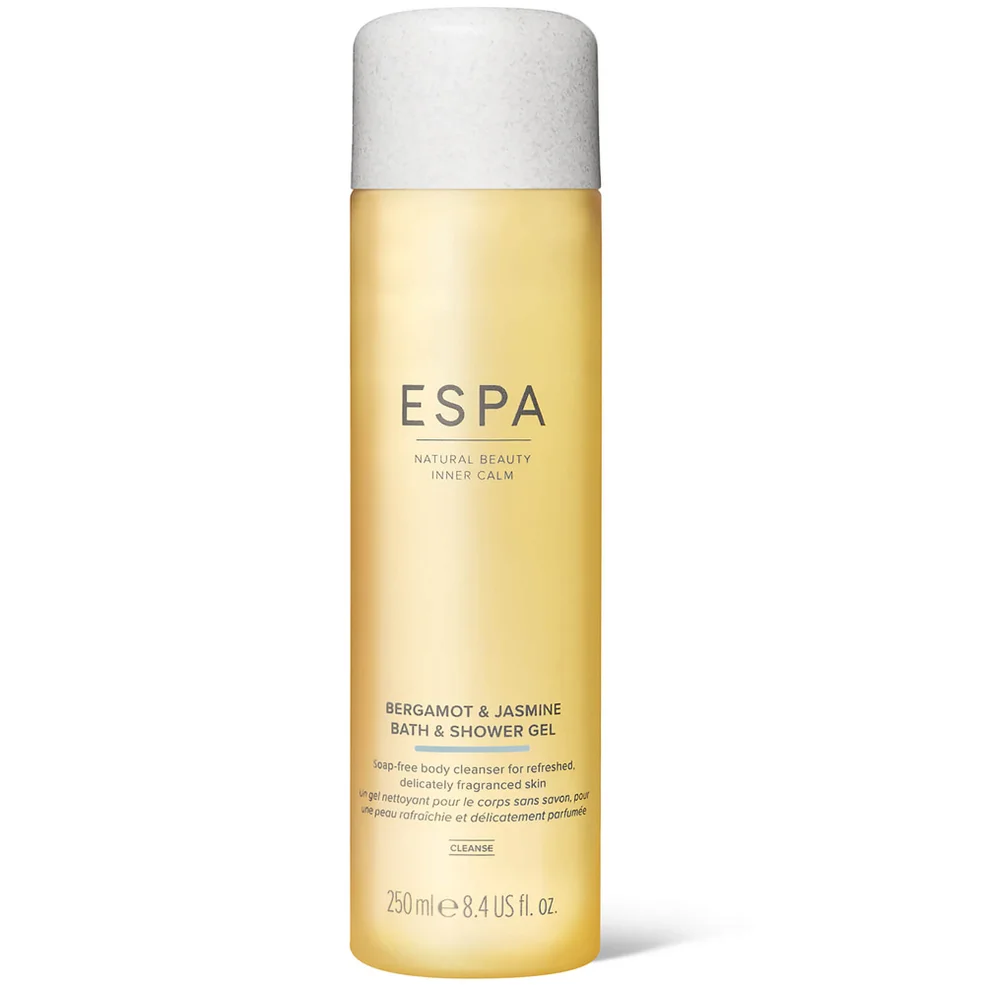 ESPA
NATURAL BEAUTY
INNER CALM
BERGAMOT & JASMINE
BATH & SHOWER GEL
Soap-free body cleanser for refreshed,
delicately fragranced skin
Un gel nettoyant pour le corps sans savon, pour
une peau rafraîchie et délicatement parfumée
CLEANSE
250 ml ℮ 8.4 US fl. oz.